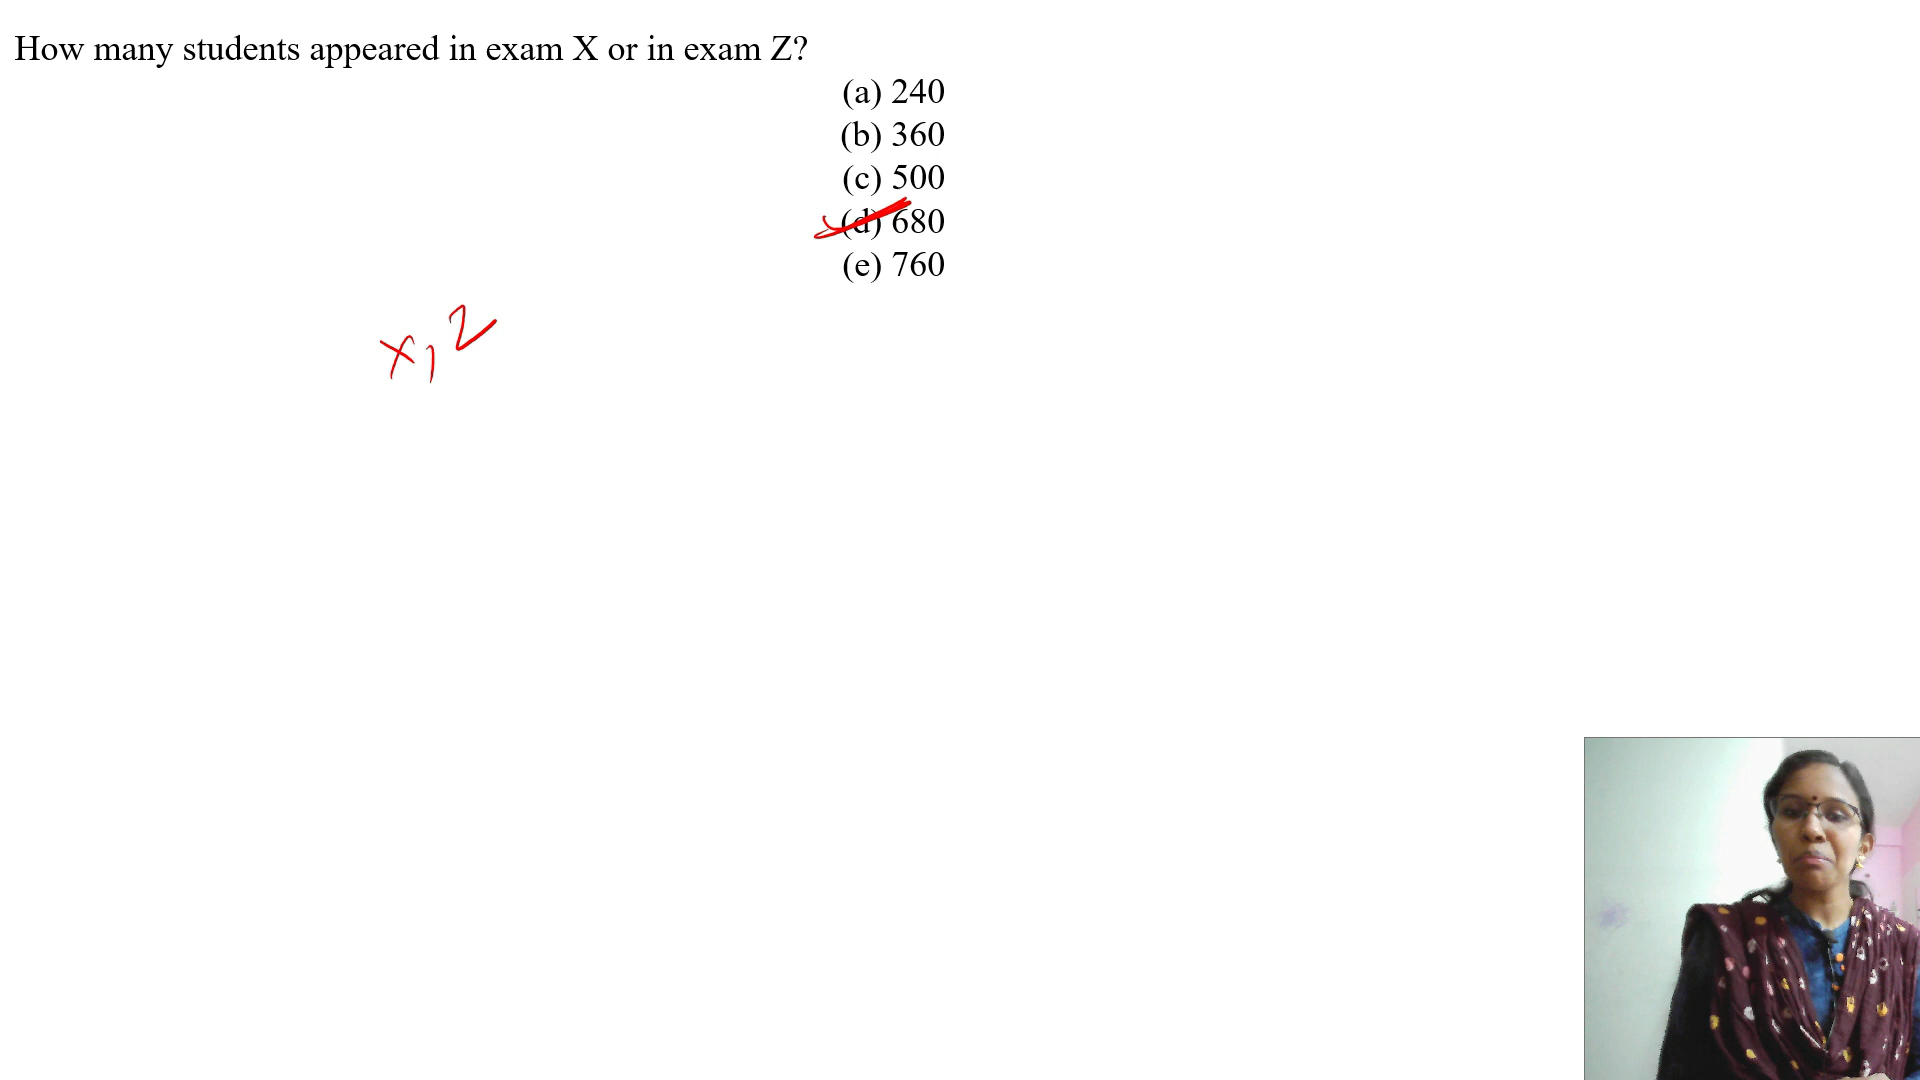 How many students appeared in exam X or in exam Z?
(a) 240
(b) 360
(c) 500
(d) 680
(e) 760
x, z